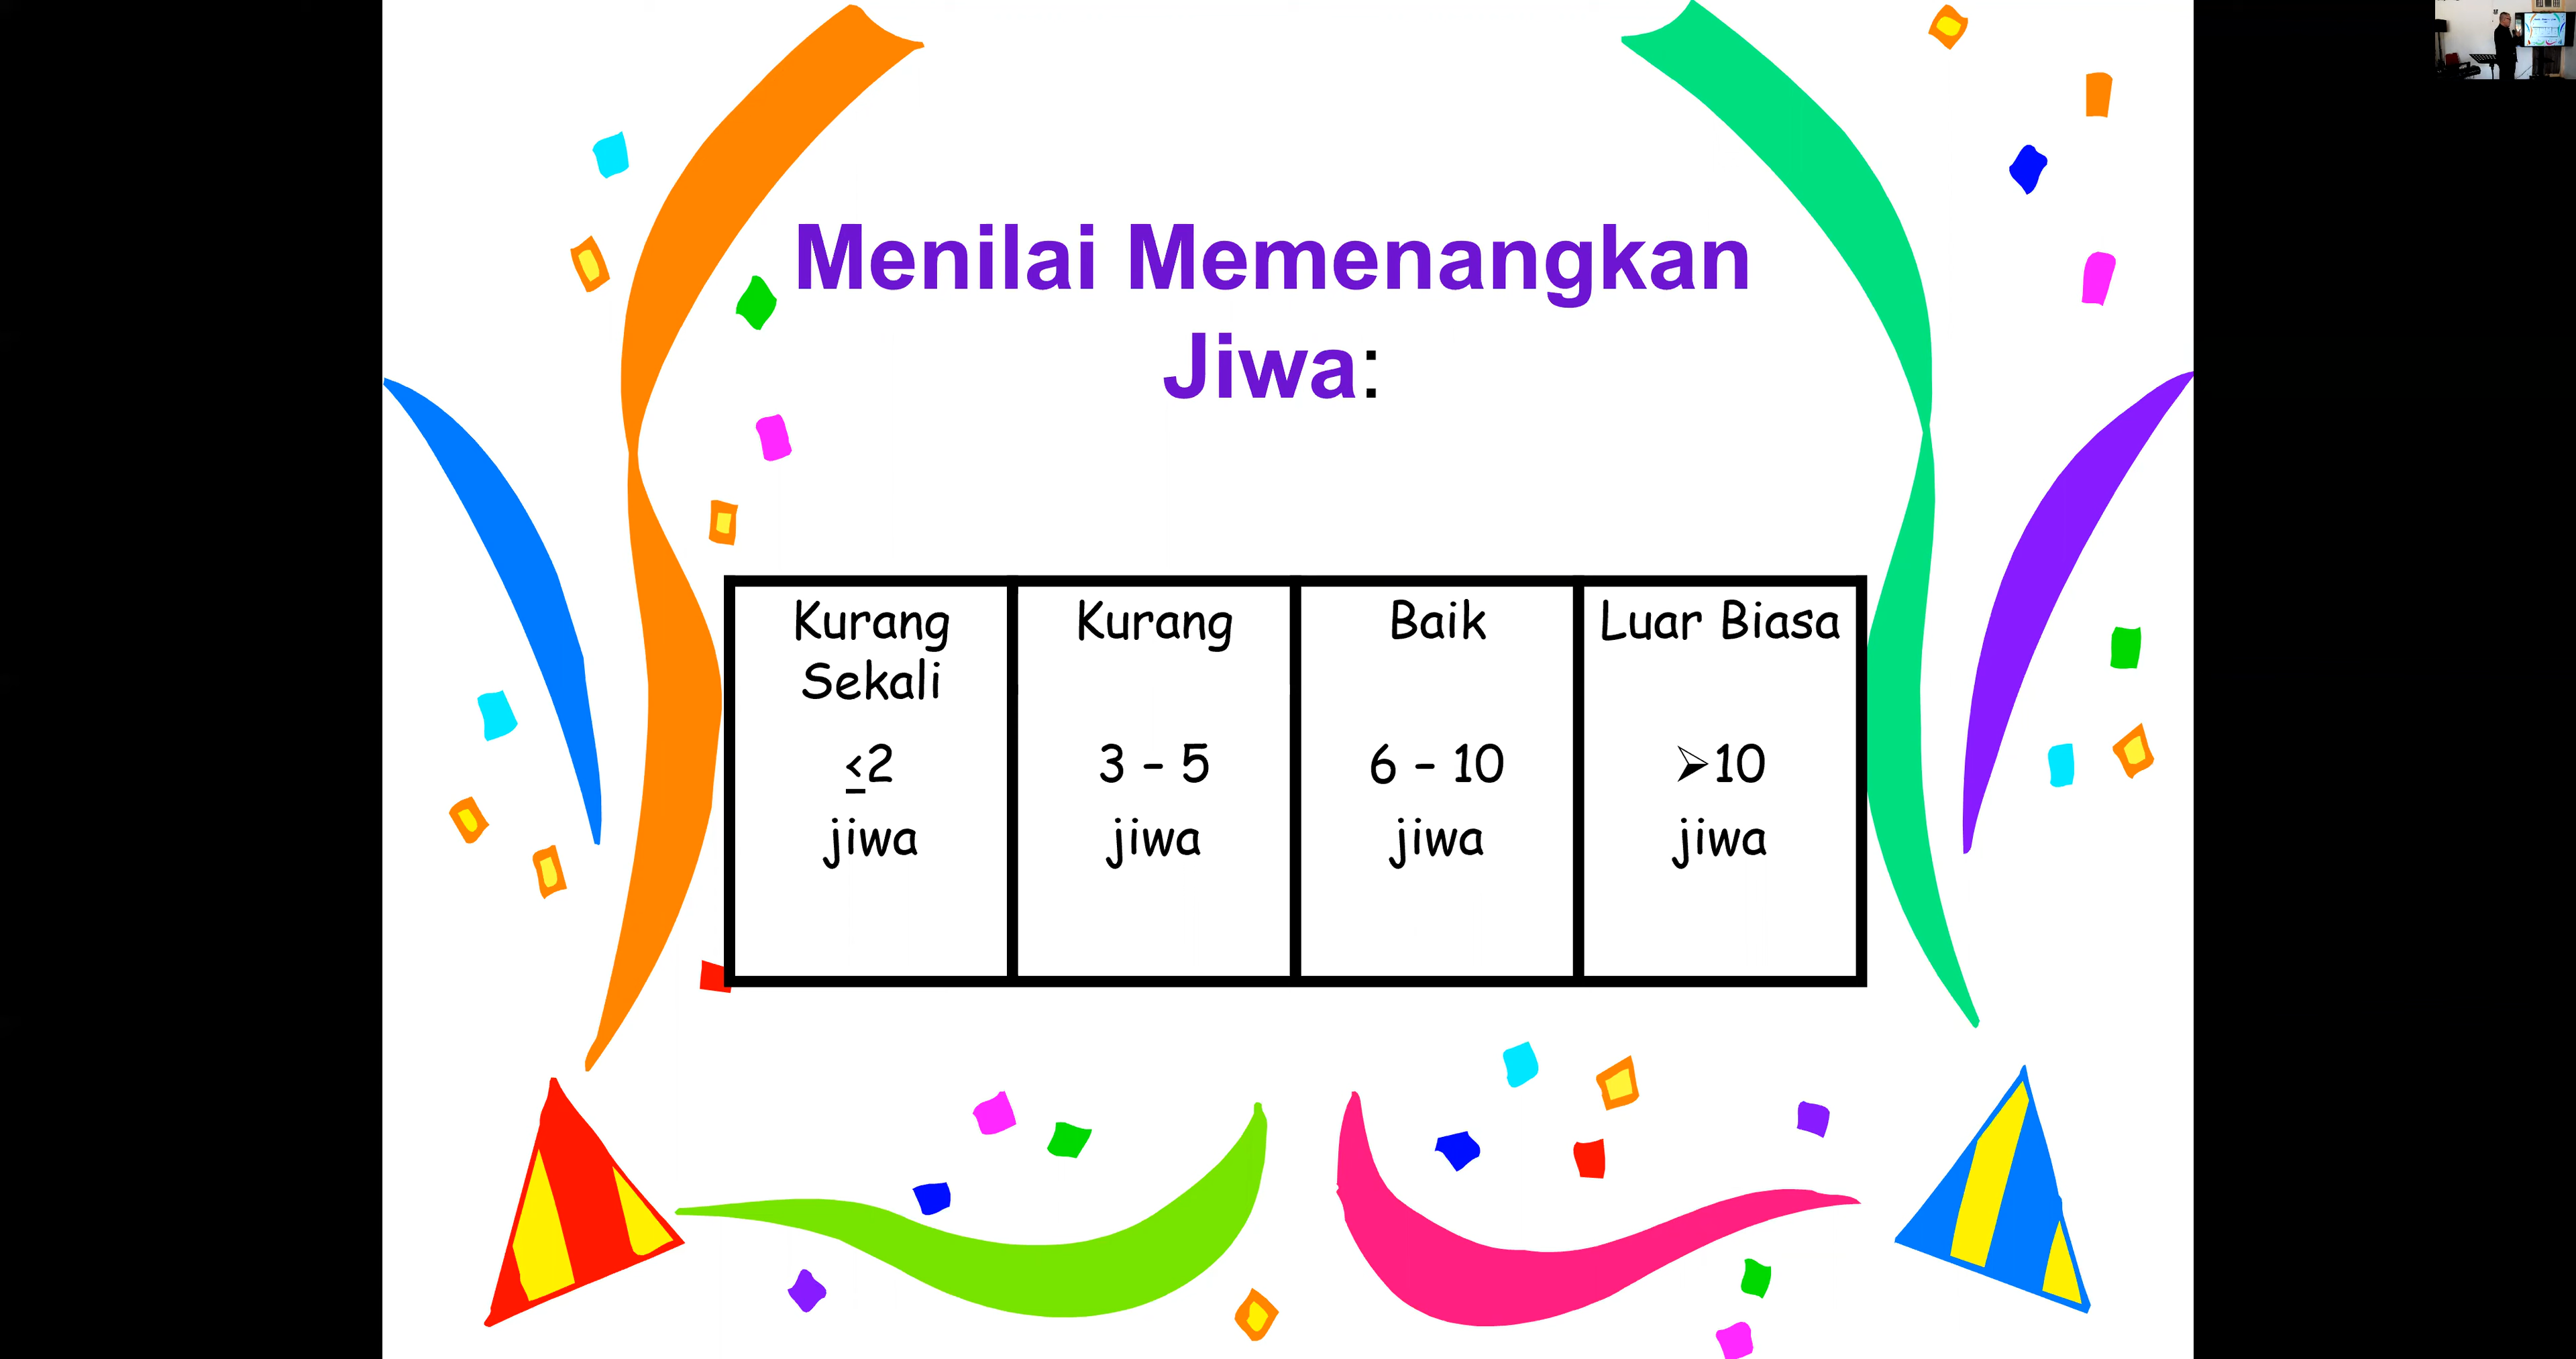 Menilai Memenangkan
Jiwa:
Kurang
Sekali
≤2
jiwa
Kurang
3 – 5
jiwa
Baik
6 – 10
jiwa
Luar Biasa
➢10
jiwa